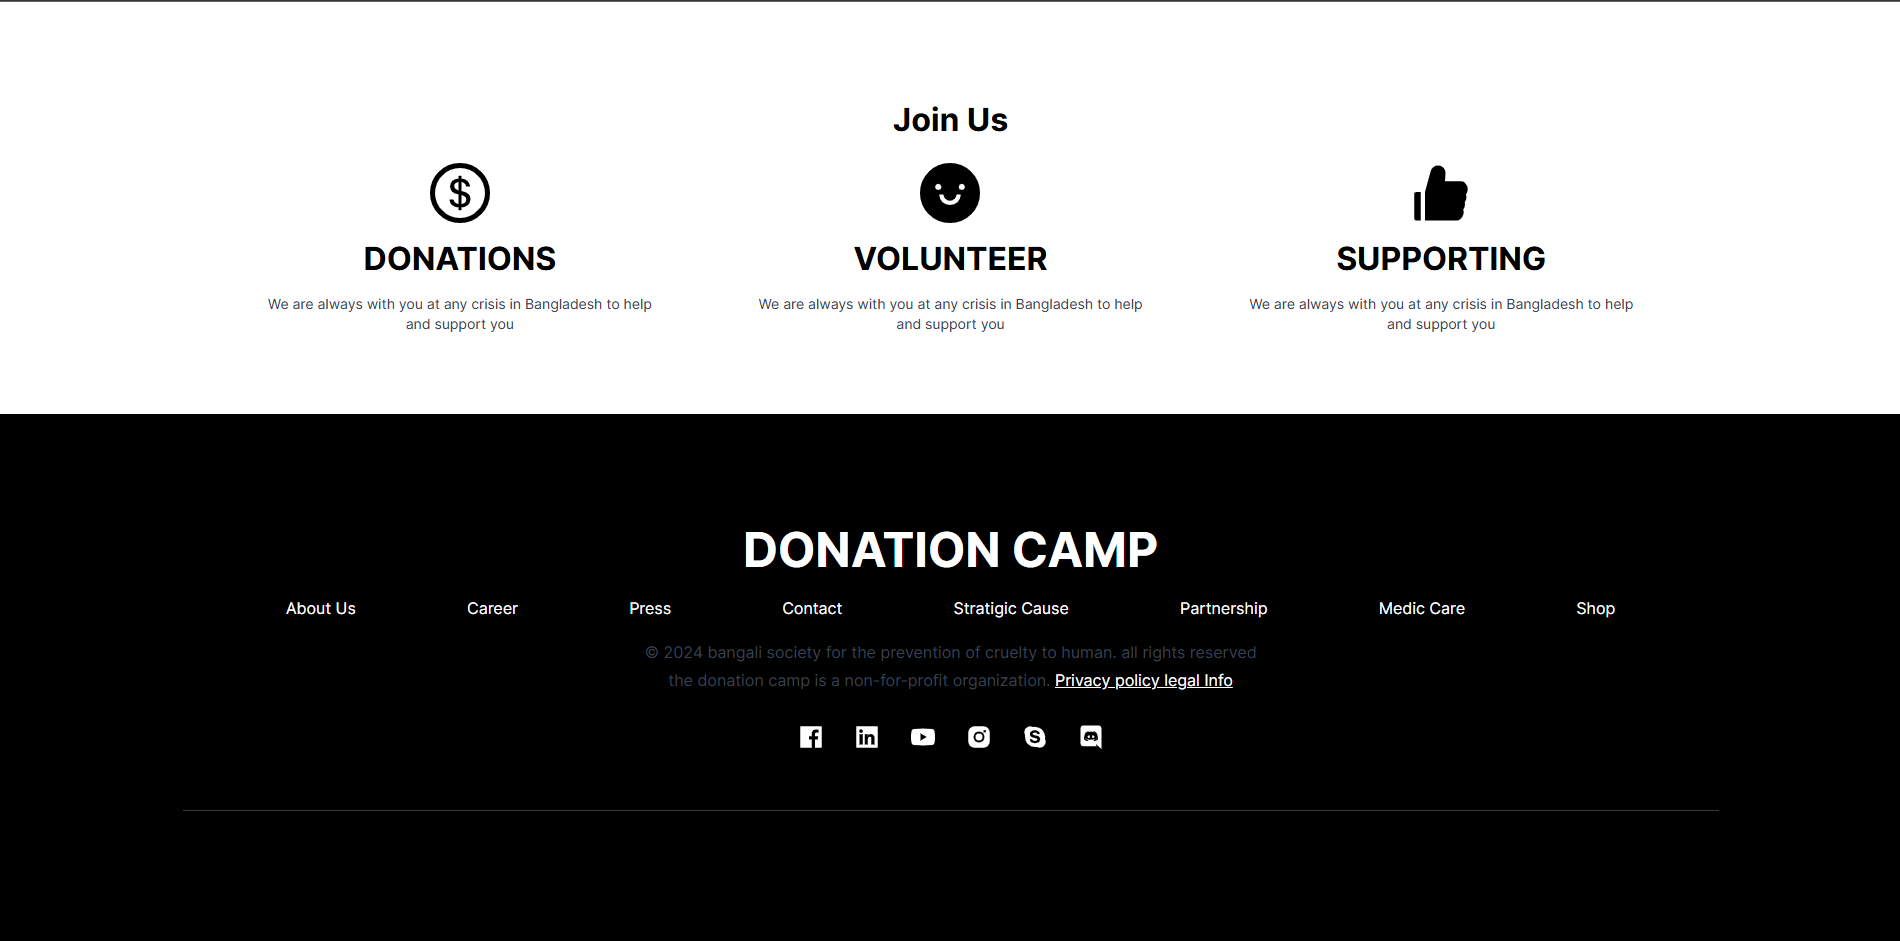 Join Us
DONATIONS
We are always with you at any crisis in Bangladesh to help
and support you
VOLUNTEER
We are always with you at any crisis in Bangladesh to help
and support you
SUPPORTING
We are always with you at any crisis in Bangladesh to help
and support you
DONATION CAMP
About Us Career Press Contact Stratigic Cause Partnership Medic Care Shop
© 2024 bangali society for the prevention of cruelty to human. all rights reserved
the donation camp is a non-for-profit organization. Privacy policy legal Info